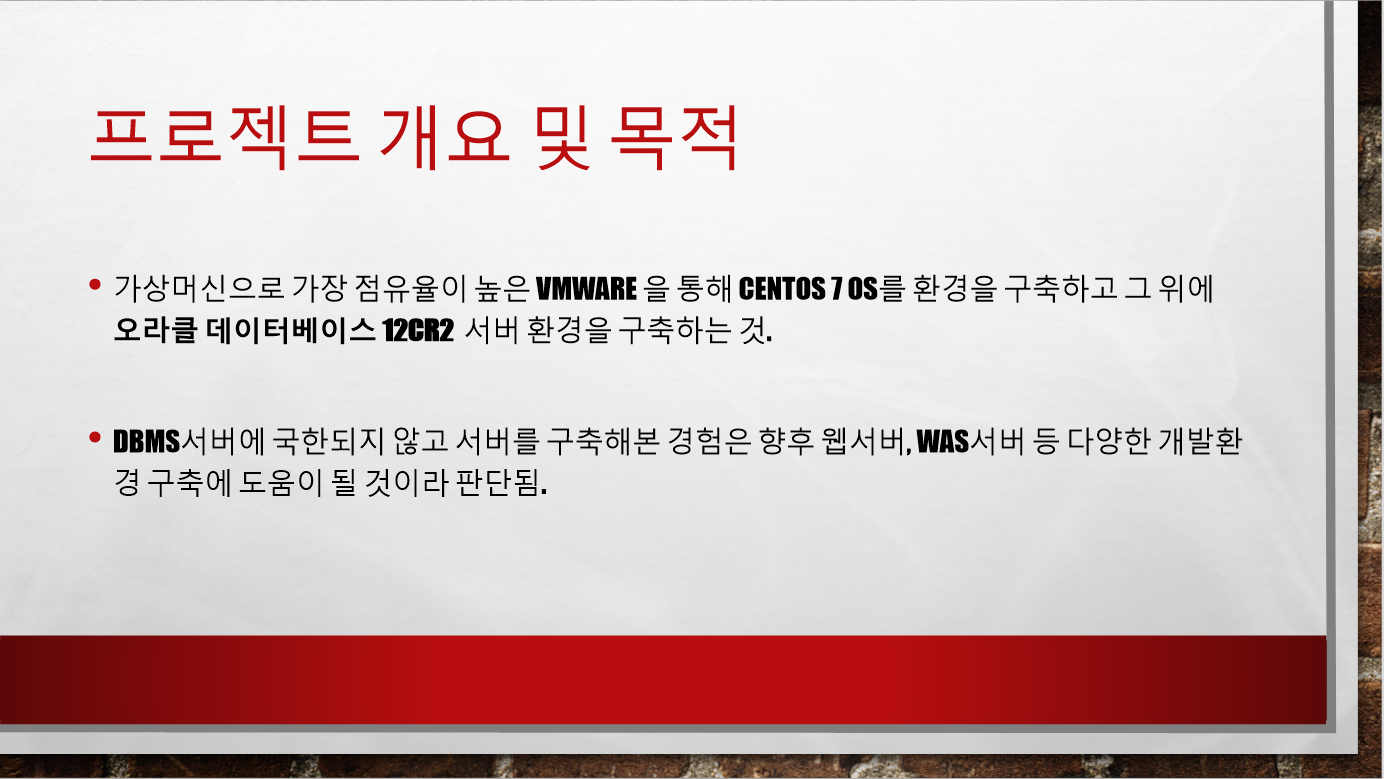 프로젝트 개요 및 목적
• 가상머신으로 가장 점유율이 높은 VMWARE 을 통해 CENTOS 7 OS를 환경을 구축하고 그 위에
오라클 데이터베이스 12CR2 서버 환경을 구축하는 것.
• DBMS서버에 국한되지 않고 서버를 구축해본 경험은 향후 웹서버, WAS서버 등 다양한 개발환
경 구축에 도움이 될 것이라 판단됨.